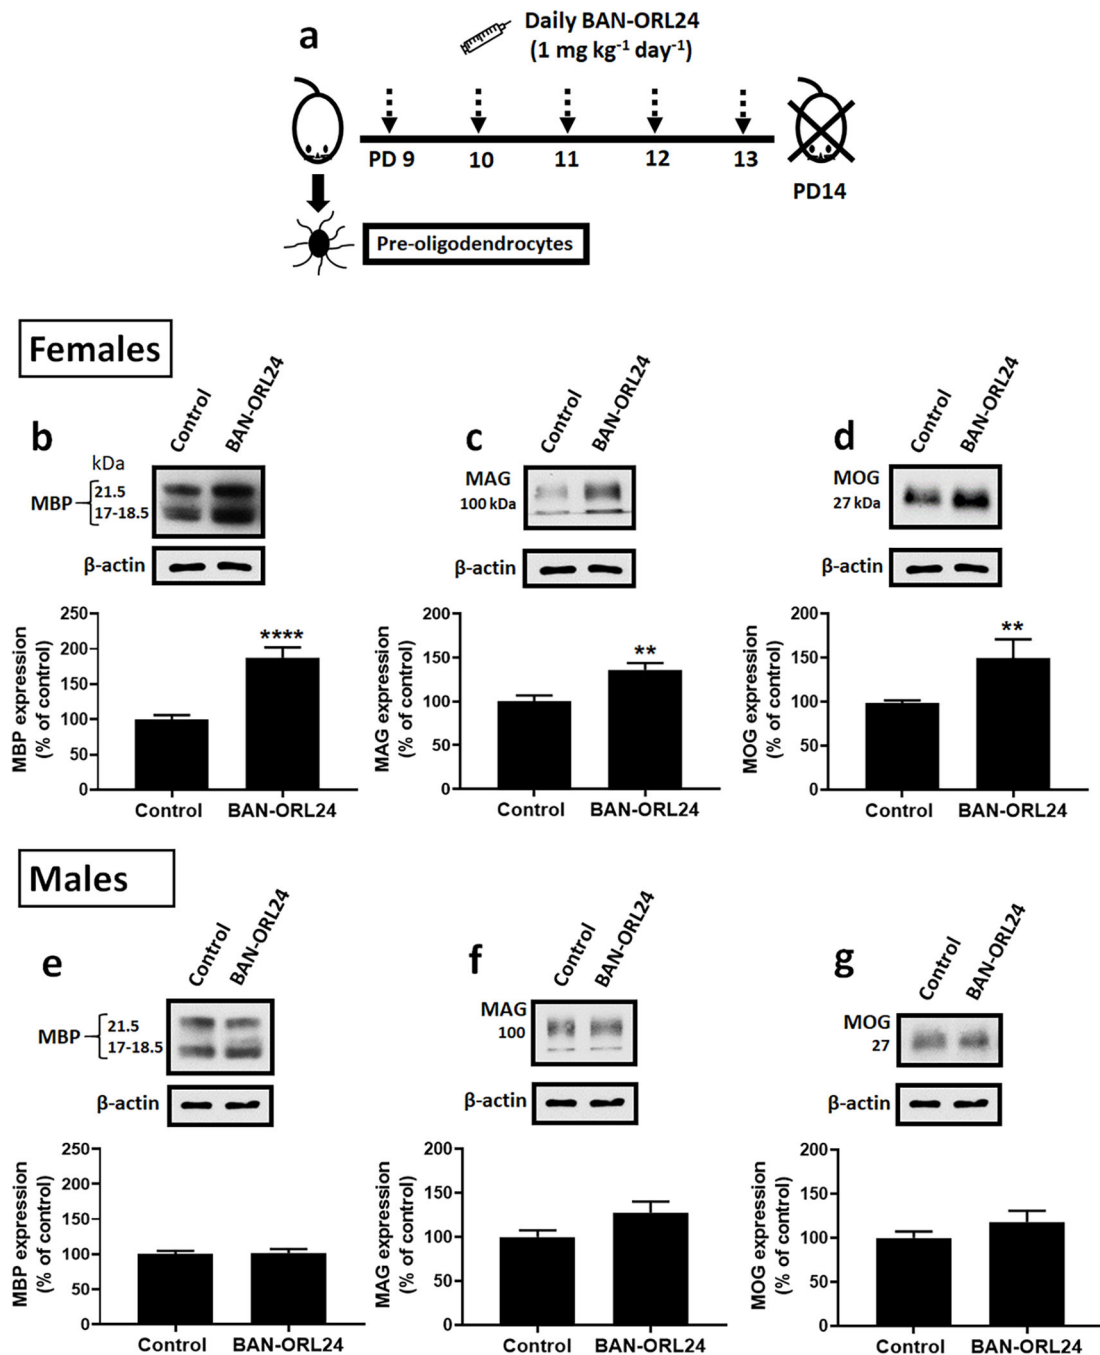 a
Daily BAN-ORL24
(1 mg kg⁻¹ day⁻¹)
PD 9 10 11 12 13
PD14
Pre-oligodendrocytes
Females
b
Control
BAN-ORL24
kDa
MBP
21.5
17-18.5
β-actin
MBP expression
(% of control)
250
200
150
100
50
0
****
Control BAN-ORL24
c
Control
BAN-ORL24
MAG
100 kDa
β-actin
MAG expression
(% of control)
200
150
100
50
0
**
Control BAN-ORL24
d
Control
BAN-ORL24
MOG
27 kDa
β-actin
MOG expression
(% of control)
200
150
100
50
0
**
Control BAN-ORL24
Males
e
Control
BAN-ORL24
MBP
21.5
17-18.5
β-actin
MBP expression
(% of control)
250
200
150
100
50
0
Control BAN-ORL24
f
Control
BAN-ORL24
MAG
100
β-actin
MAG expression
(% of control)
200
150
100
50
0
Control BAN-ORL24
g
Control
BAN-ORL24
MOG
27
β-actin
MOG expression
(% of control)
200
150
100
50
0
Control BAN-ORL24